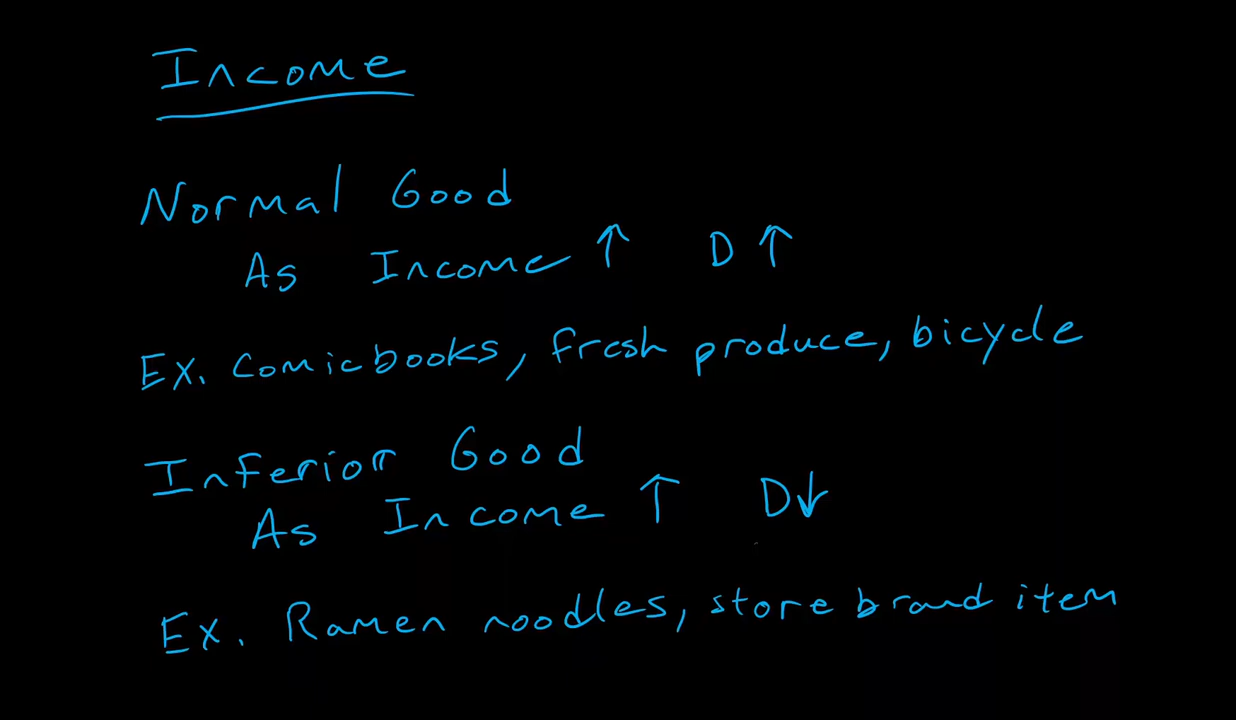 Income
Normal Good
As Income ↑ D ↑
Ex. Comicbooks, fresh produce, bicycle
Inferior Good
As Income ↑ D↓
Ex. Ramen noodles, store brand item